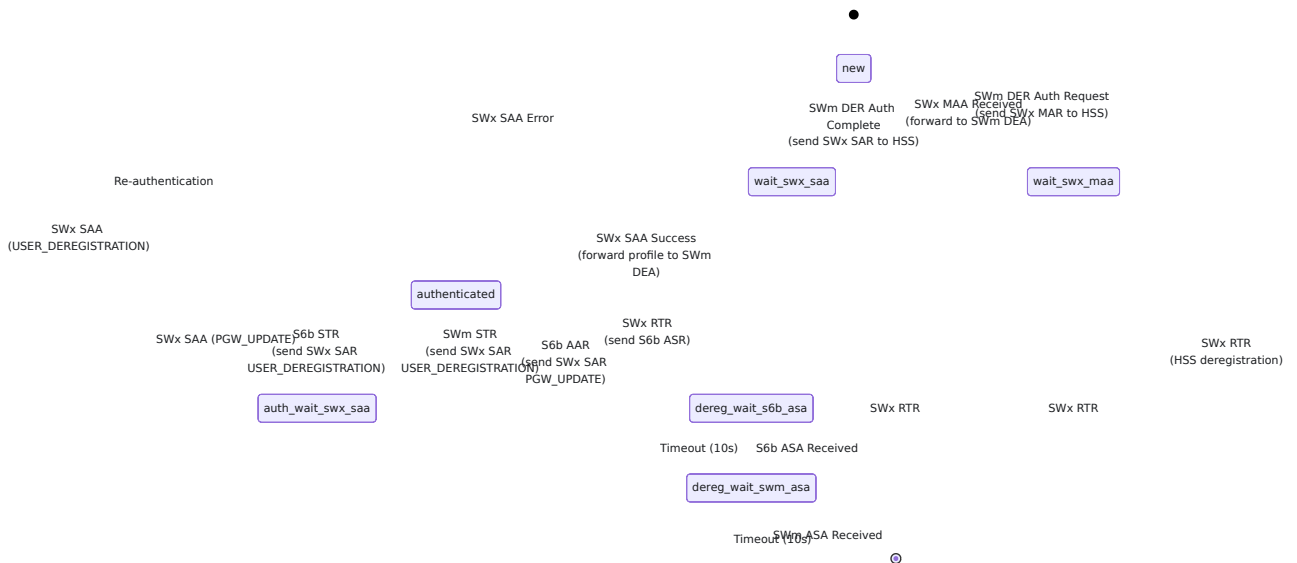 new
SWm DER Auth Request
(send SWx MAR to HSS)
SWx MAA Received
(forward to SWm DEA)
SWm DER Auth
Complete
(send SWx SAR to HSS)
SWx SAA Error
Re-authentication
wait_swx_saa
wait_swx_maa
SWx SAA
(USER_DEREGISTRATION)
SWx SAA Success
(forward profile to SWm
DEA)
authenticated
SWx SAA (PGW_UPDATE)
S6b STR
(send SWx SAR
USER_DEREGISTRATION)
SWm STR
(send SWx SAR
USER_DEREGISTRATION)
S6b AAR
(send SWx SAR
PGW_UPDATE)
SWx RTR
(send S6b ASR)
SWx RTR
(HSS deregistration)
auth_wait_swx_saa
dereg_wait_s6b_asa
SWx RTR
SWx RTR
Timeout (10s)
S6b ASA Received
dereg_wait_swm_asa
Timeout (10s)
SWm ASA Received